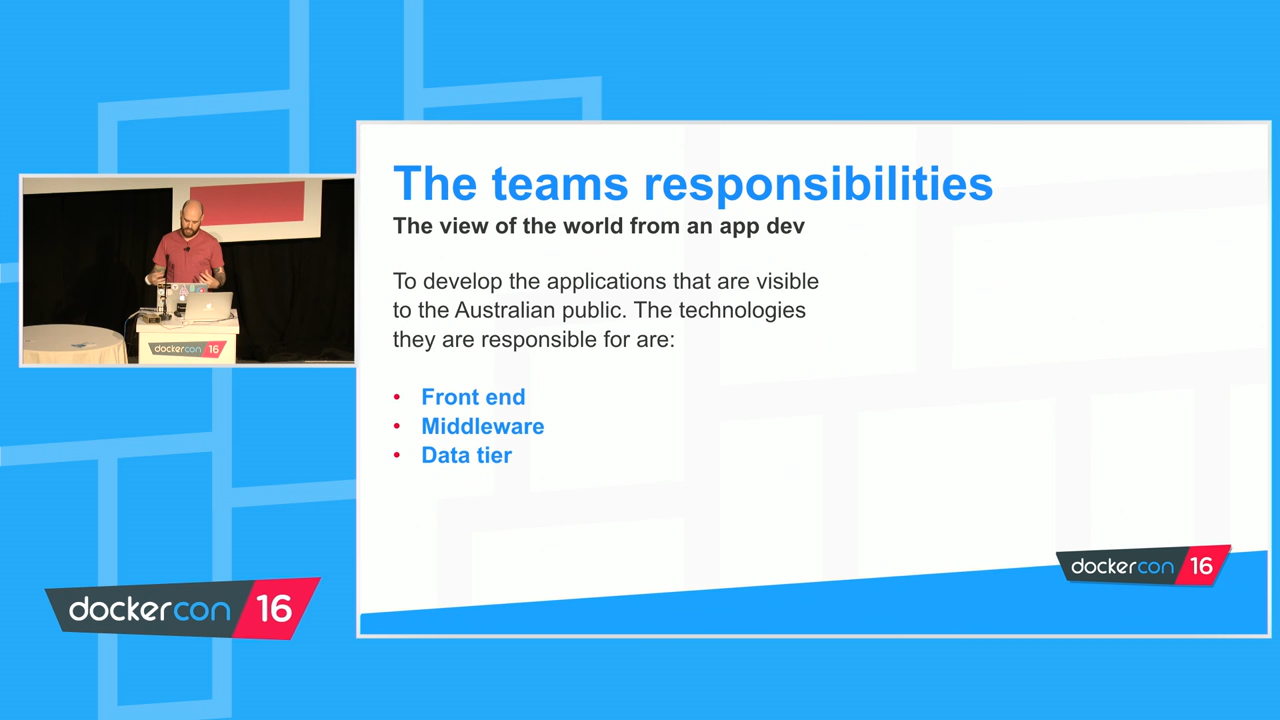 The teams responsibilities
The view of the world from an app dev
To develop the applications that are visible
to the Australian public. The technologies
they are responsible for are:
• Front end
• Middleware
• Data tier
dockercon 16
dockercon 16
dockercon 16